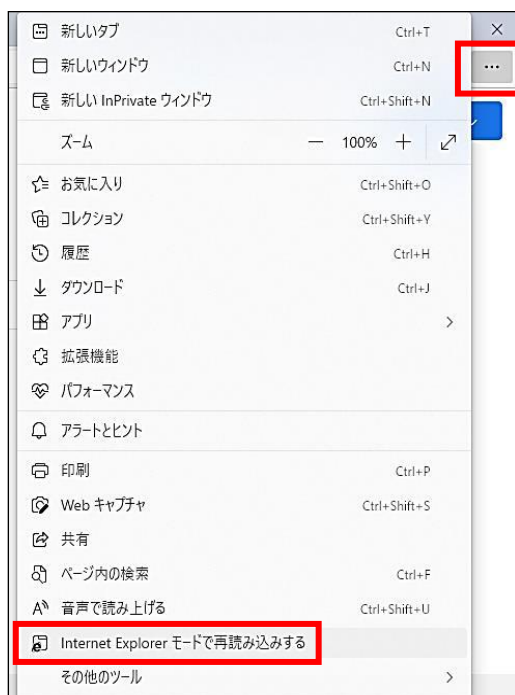 新しいタブ Ctrl+T
新しいウィンドウ Ctrl+N
新しい InPrivate ウィンドウ Ctrl+Shift+N
ズーム — 100% +
お気に入り Ctrl+Shift+O
コレクション Ctrl+Shift+Y
履歴 Ctrl+H
ダウンロード Ctrl+J
アプリ
拡張機能
パフォーマンス
アラートとヒント
印刷 Ctrl+P
Web キャプチャ Ctrl+Shift+S
共有
ページ内の検索 Ctrl+F
音声で読み上げる Ctrl+Shift+U
Internet Explorer モードで再読み込みする
その他のツール